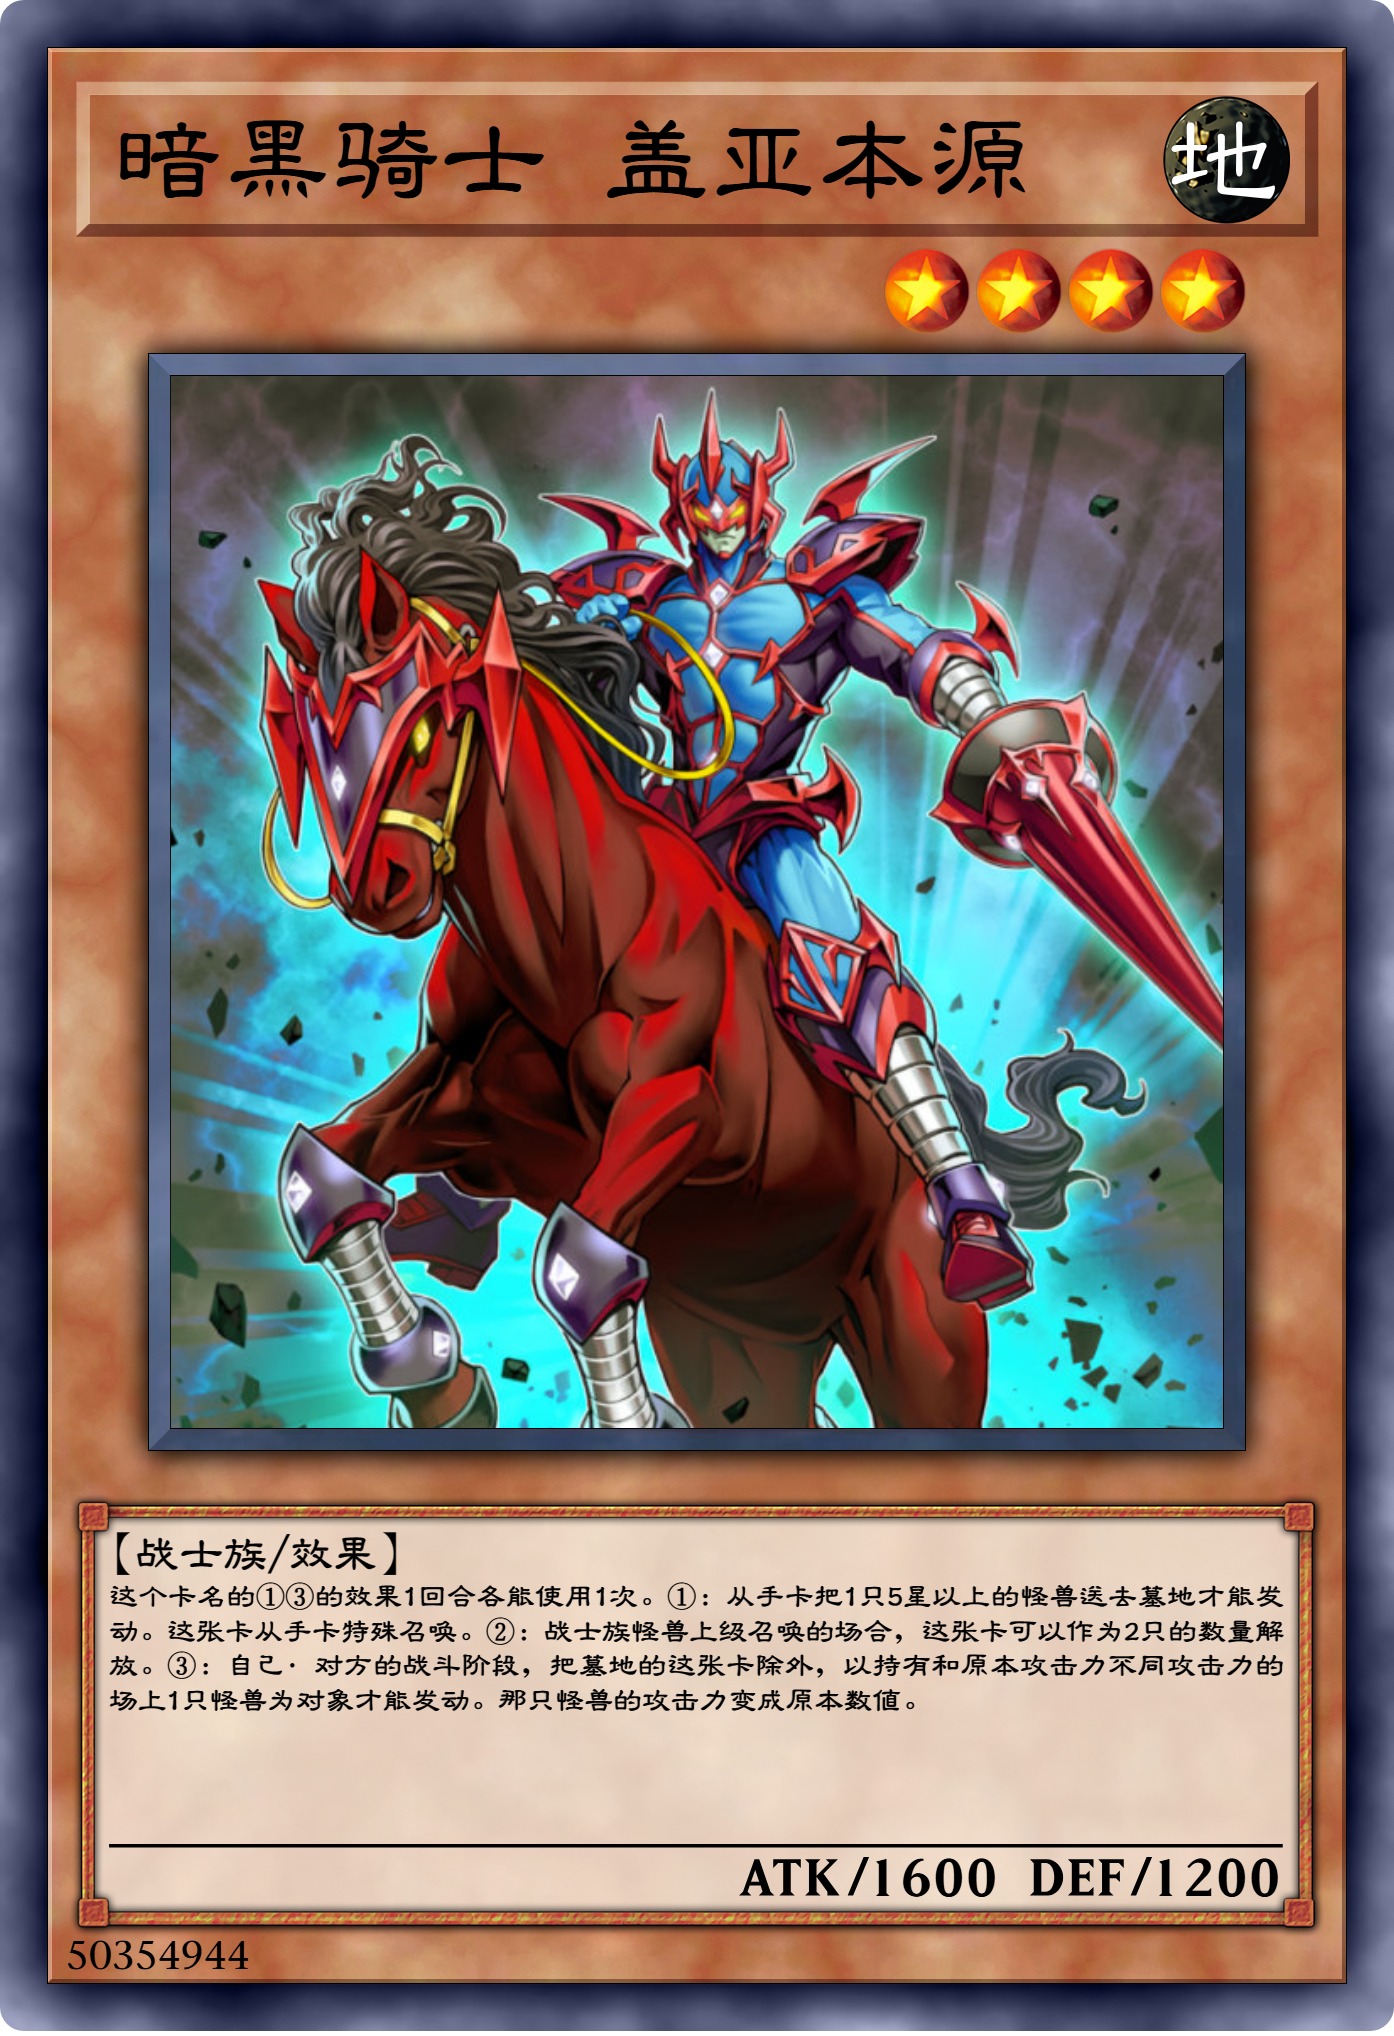 暗黑骑士 盖亚本源
地
【战士族/效果】
这个卡名的①③的效果1回合各能使用1次。①：从手卡把1只5星以上的怪兽送去墓地才能发
动。这张卡从手卡特殊召唤。②：战士族怪兽上级召唤的场合，这张卡可以作为2只的数量解
放。③：自己·对方的战斗阶段，把墓地的这张卡除外，以持有和原本攻击力不同攻击力的
场上1只怪兽为对象才能发动。那只怪兽的攻击力变成原本数值。
ATK/1600 DEF/1200
50354944